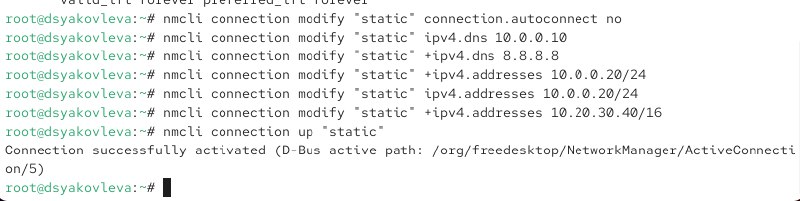 valid_lft forever preferred_lft forever
root@dsyakovleva:~# nmcli connection modify "static" connection.autoconnect no
root@dsyakovleva:~# nmcli connection modify "static" ipv4.dns 10.0.0.10
root@dsyakovleva:~# nmcli connection modify "static" +ipv4.dns 8.8.8.8
root@dsyakovleva:~# nmcli connection modify "static" +ipv4.addresses 10.0.0.20/24
root@dsyakovleva:~# nmcli connection modify "static" ipv4.addresses 10.0.0.20/24
root@dsyakovleva:~# nmcli connection modify "static" +ipv4.addresses 10.20.30.40/16
root@dsyakovleva:~# nmcli connection up "static"
Connection successfully activated (D-Bus active path: /org/freedesktop/NetworkManager/ActiveConnecti
on/5)
root@dsyakovleva:~#